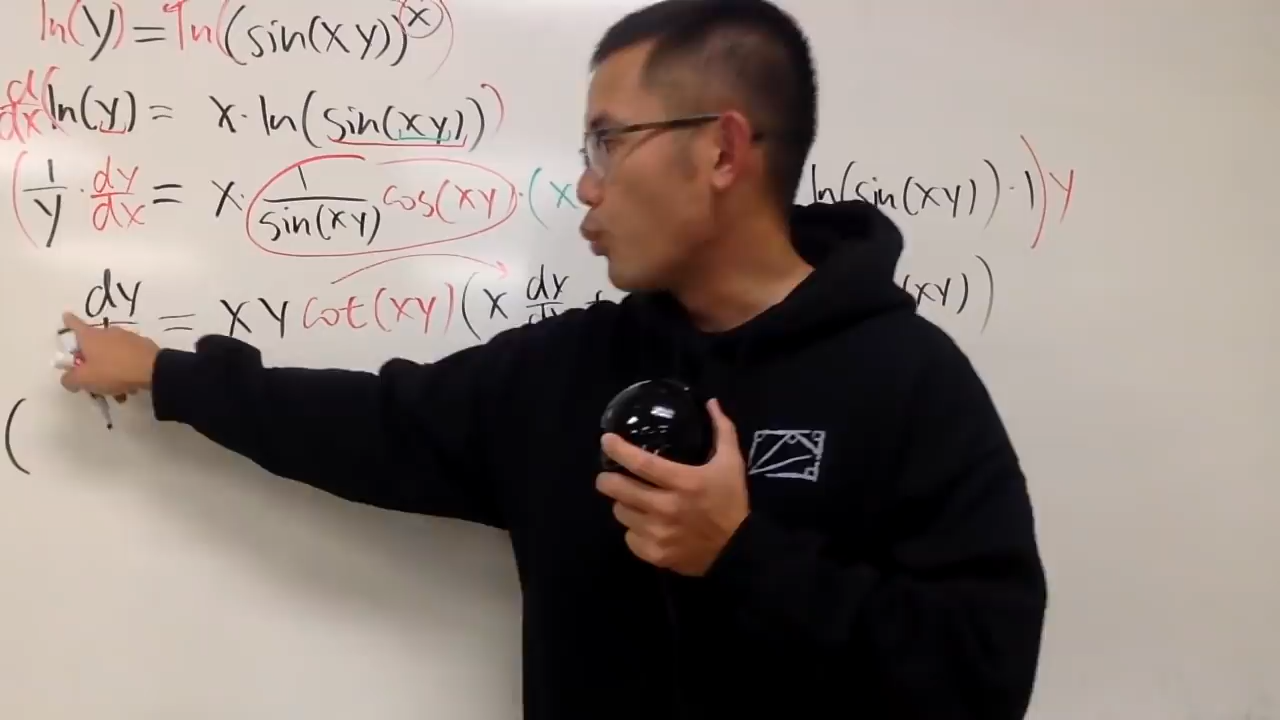 ln(y) = ln((sin(xy))^x)
d/dx(ln(y) = x·ln(sin(xy)))
(1/y · dy/dx = x· 1/sin(xy) cos(xy)·(x ln(sin(xy))·1)y
dy = xy cot(xy)(x dy/dx (xy))
(